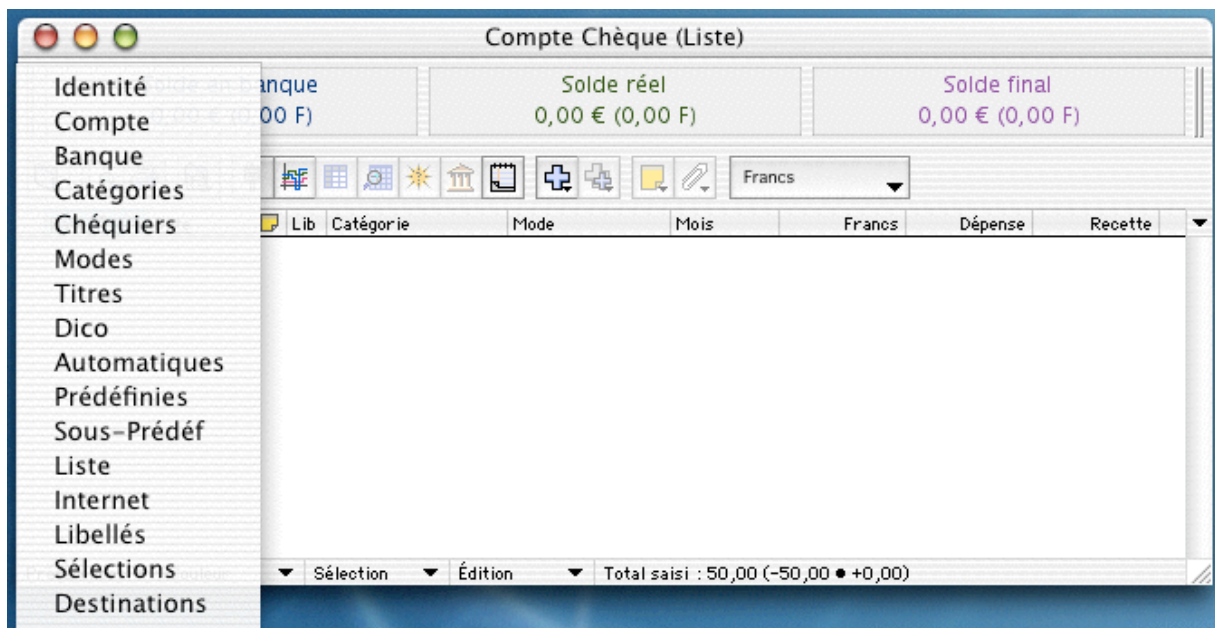 Compte Chèque (Liste)
anque
00 F)
Solde réel
0,00 € (0,00 F)
Solde final
0,00 € (0,00 F)
Francs
Lib Catégorie Mode Mois Francs Dépense Recette
Identité
Compte
Banque
Catégories
Chéquiers
Modes
Titres
Dico
Automatiques
Prédéfinies
Sous-Prédéf
Liste
Internet
Libellés
Sélections
Destinations
Sélection Édition Total saisi : 50,00 (-50,00 ● +0,00)